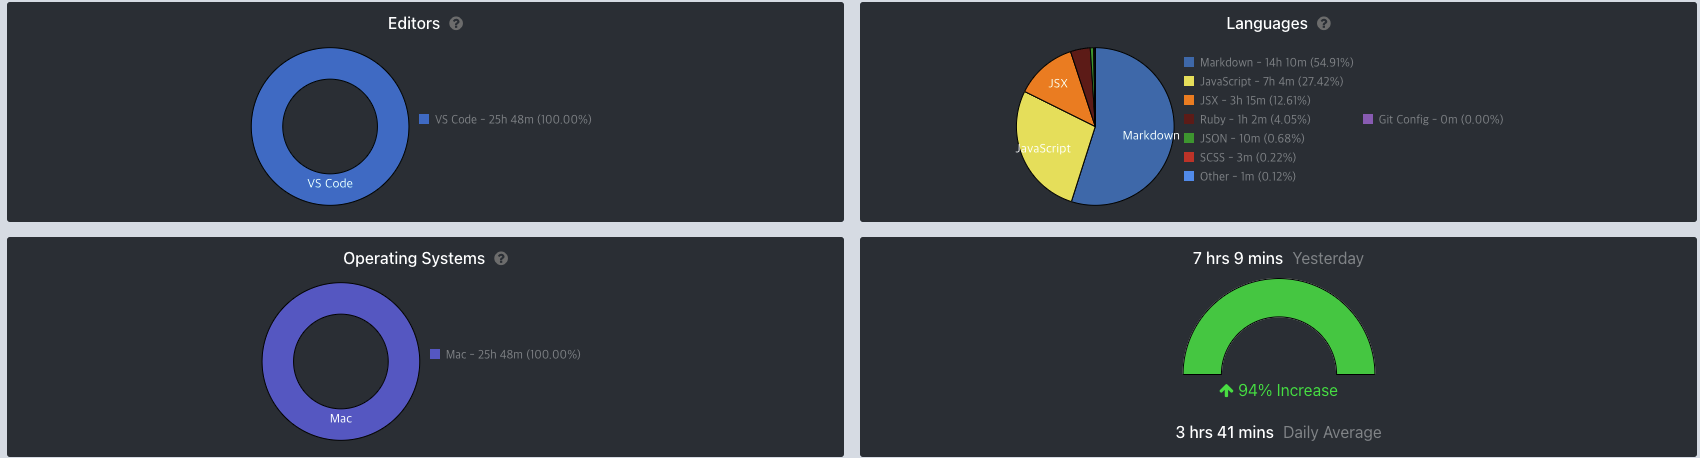 Editors ?
VS Code
VS Code - 25h 48m (100.00%)
Languages ?
JSX
JavaScript
Markdown
Markdown - 14h 10m (54.91%)
JavaScript - 7h 4m (27.42%)
JSX - 3h 15m (12.61%)
Ruby - 1h 2m (4.05%)
JSON - 10m (0.68%)
SCSS - 3m (0.22%)
Other - 1m (0.12%)
Git Config - 0m (0.00%)
Operating Systems ?
Mac
Mac - 25h 48m (100.00%)
7 hrs 9 mins Yesterday
94% Increase
3 hrs 41 mins Daily Average